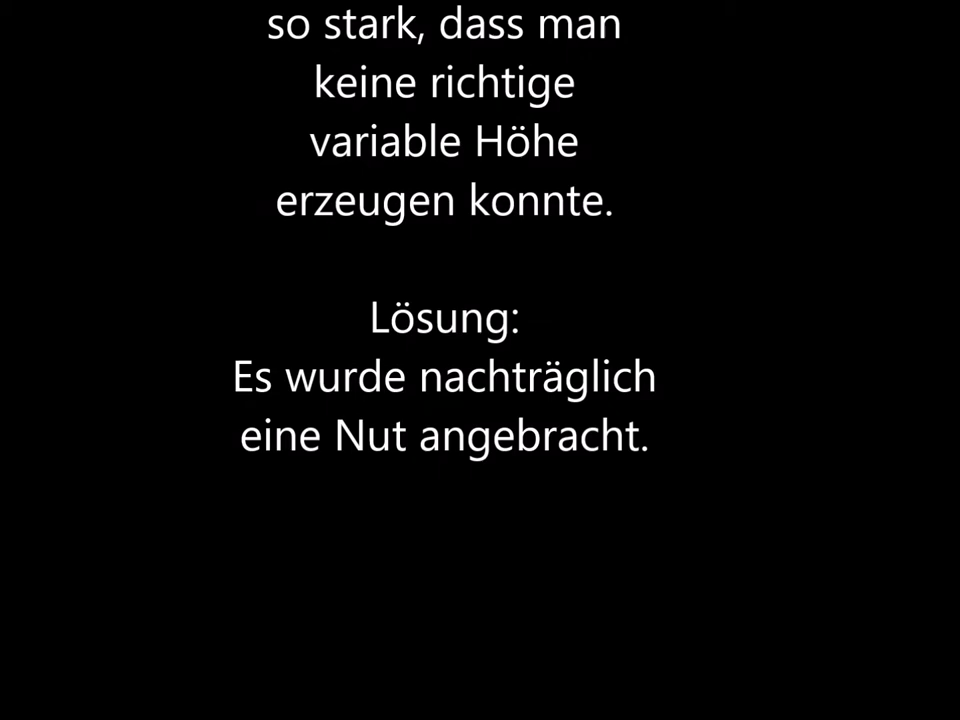 so stark, dass man
keine richtige
variable Höhe
erzeugen konnte.
Lösung:
Es wurde nachträglich
eine Nut angebracht.